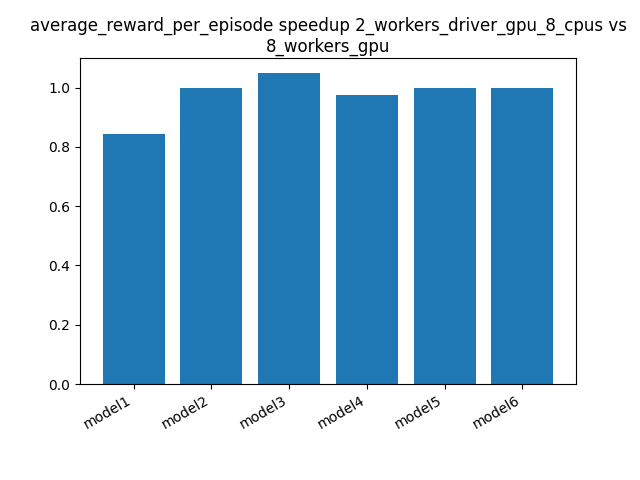 average_reward_per_episode speedup 2_workers_driver_gpu_8_cpus vs
8_workers_gpu
1.0
0.8
0.6
0.4
0.2
0.0
model1
model2
model3
model4
model5
model6